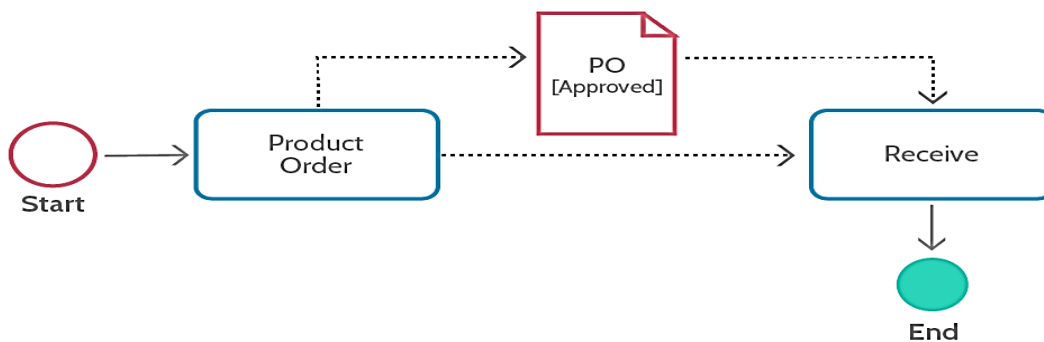 PO
[Approved]
Product
Order
Receive
Start
End